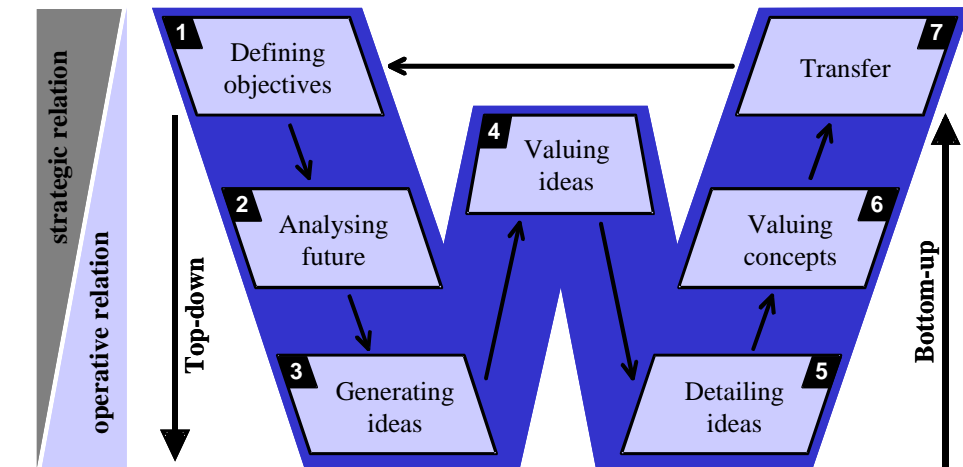 strategic relation
operative relation
Top-down
1
Defining
objectives
2
Analysing
future
3
Generating
ideas
4
Valuing
ideas
5
Detailing
ideas
6
Valuing
concepts
7
Transfer
Bottom-up